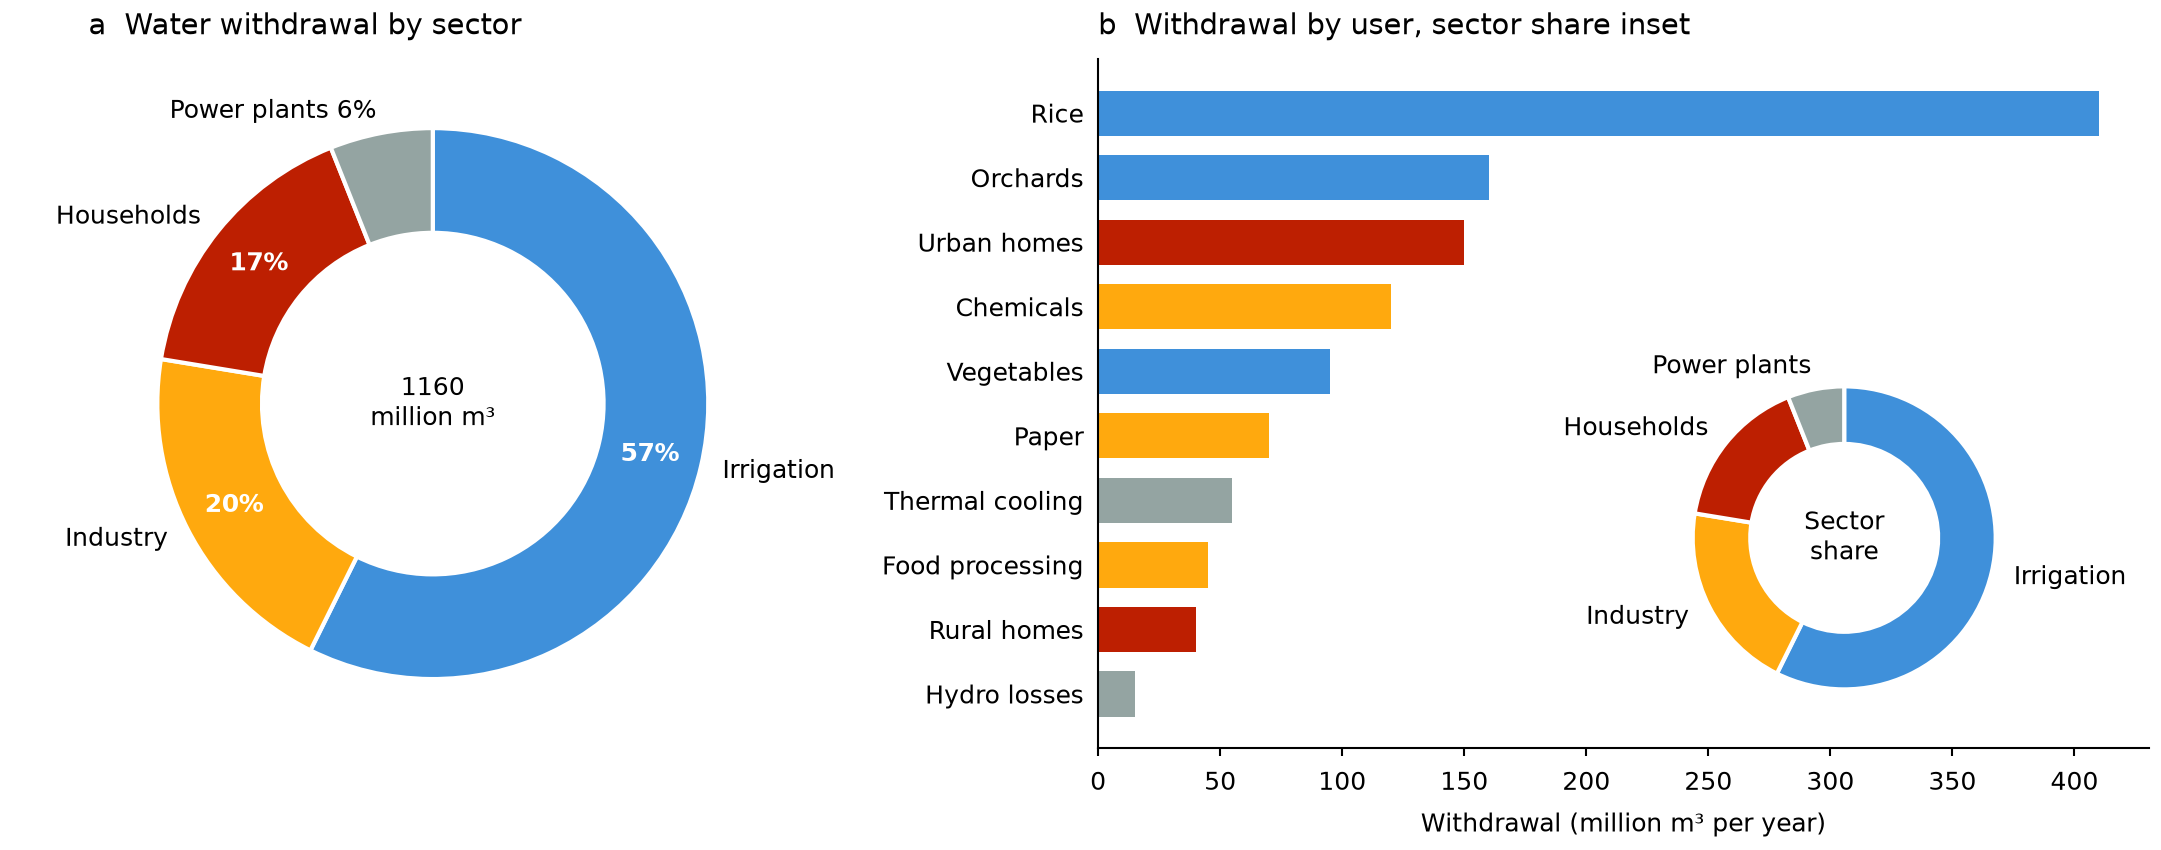 a  Water withdrawal by sector
Power plants 6%
Households
17%
1160
million m³
57%
Irrigation
20%
Industry
b  Withdrawal by user, sector share inset
Rice
Orchards
Urban homes
Chemicals
Vegetables
Paper
Thermal cooling
Food processing
Rural homes
Hydro losses
Power plants
Households
Sector
share
Irrigation
Industry
0 50 100 150 200 250 300 350 400
Withdrawal (million m³ per year)